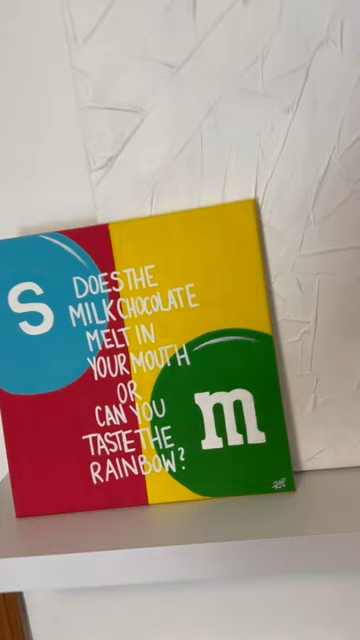 S
DOES THE
MILK CHOCOLATE
MELT IN
YOUR MOUTH
OR
CAN YOU
TASTE THE
RAINBOW?
m